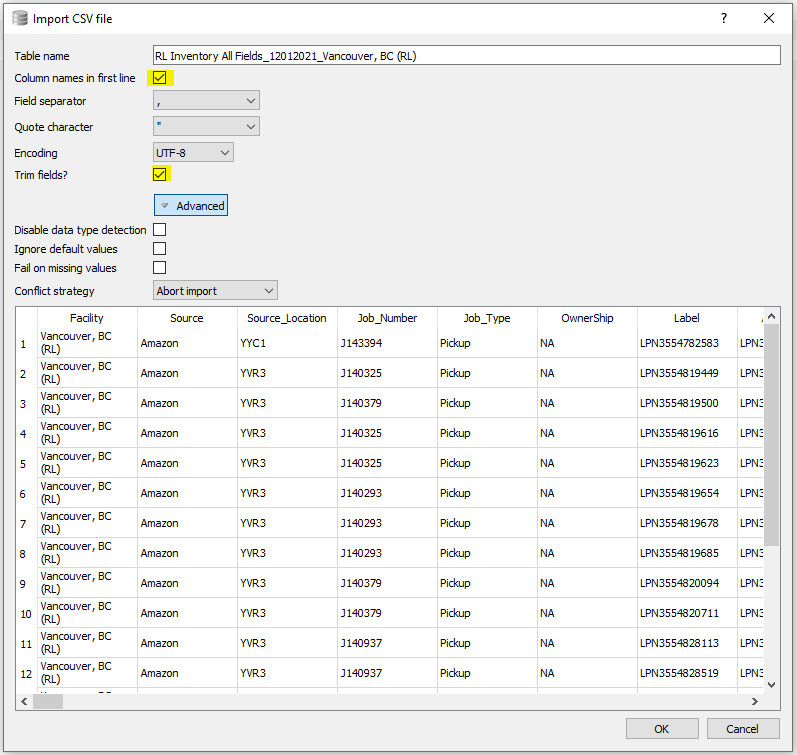 Import CSV file ?
Table name RL Inventory All Fields_12012021_Vancouver, BC (RL)
Column names in first line
Field separator ,
Quote character "
Encoding UTF-8
Trim fields?
Advanced
Disable data type detection
Ignore default values
Fail on missing values
Conflict strategy Abort import
Facility Source Source_Location Job_Number Job_Type OwnerShip Label
1 Vancouver, BC (RL) Amazon YYC1 J143394 Pickup NA LPN3554782583 LPN3
2 Vancouver, BC (RL) Amazon YVR3 J140325 Pickup NA LPN3554819449 LPN3
3 Vancouver, BC (RL) Amazon YVR3 J140379 Pickup NA LPN3554819500 LPN3
4 Vancouver, BC (RL) Amazon YVR3 J140325 Pickup NA LPN3554819616 LPN3
5 Vancouver, BC (RL) Amazon YVR3 J140325 Pickup NA LPN3554819623 LPN3
6 Vancouver, BC (RL) Amazon YVR3 J140293 Pickup NA LPN3554819654 LPN3
7 Vancouver, BC (RL) Amazon YVR3 J140293 Pickup NA LPN3554819678 LPN3
8 Vancouver, BC (RL) Amazon YVR3 J140293 Pickup NA LPN3554819685 LPN3
9 Vancouver, BC (RL) Amazon YVR3 J140379 Pickup NA LPN3554820094 LPN3
10 Vancouver, BC (RL) Amazon YVR3 J140379 Pickup NA LPN3554820711 LPN3
11 Vancouver, BC (RL) Amazon YVR3 J140937 Pickup NA LPN3554828113 LPN3
12 Vancouver, BC (RL) Amazon YVR3 J140937 Pickup NA LPN3554828519 LPN3
OK Cancel